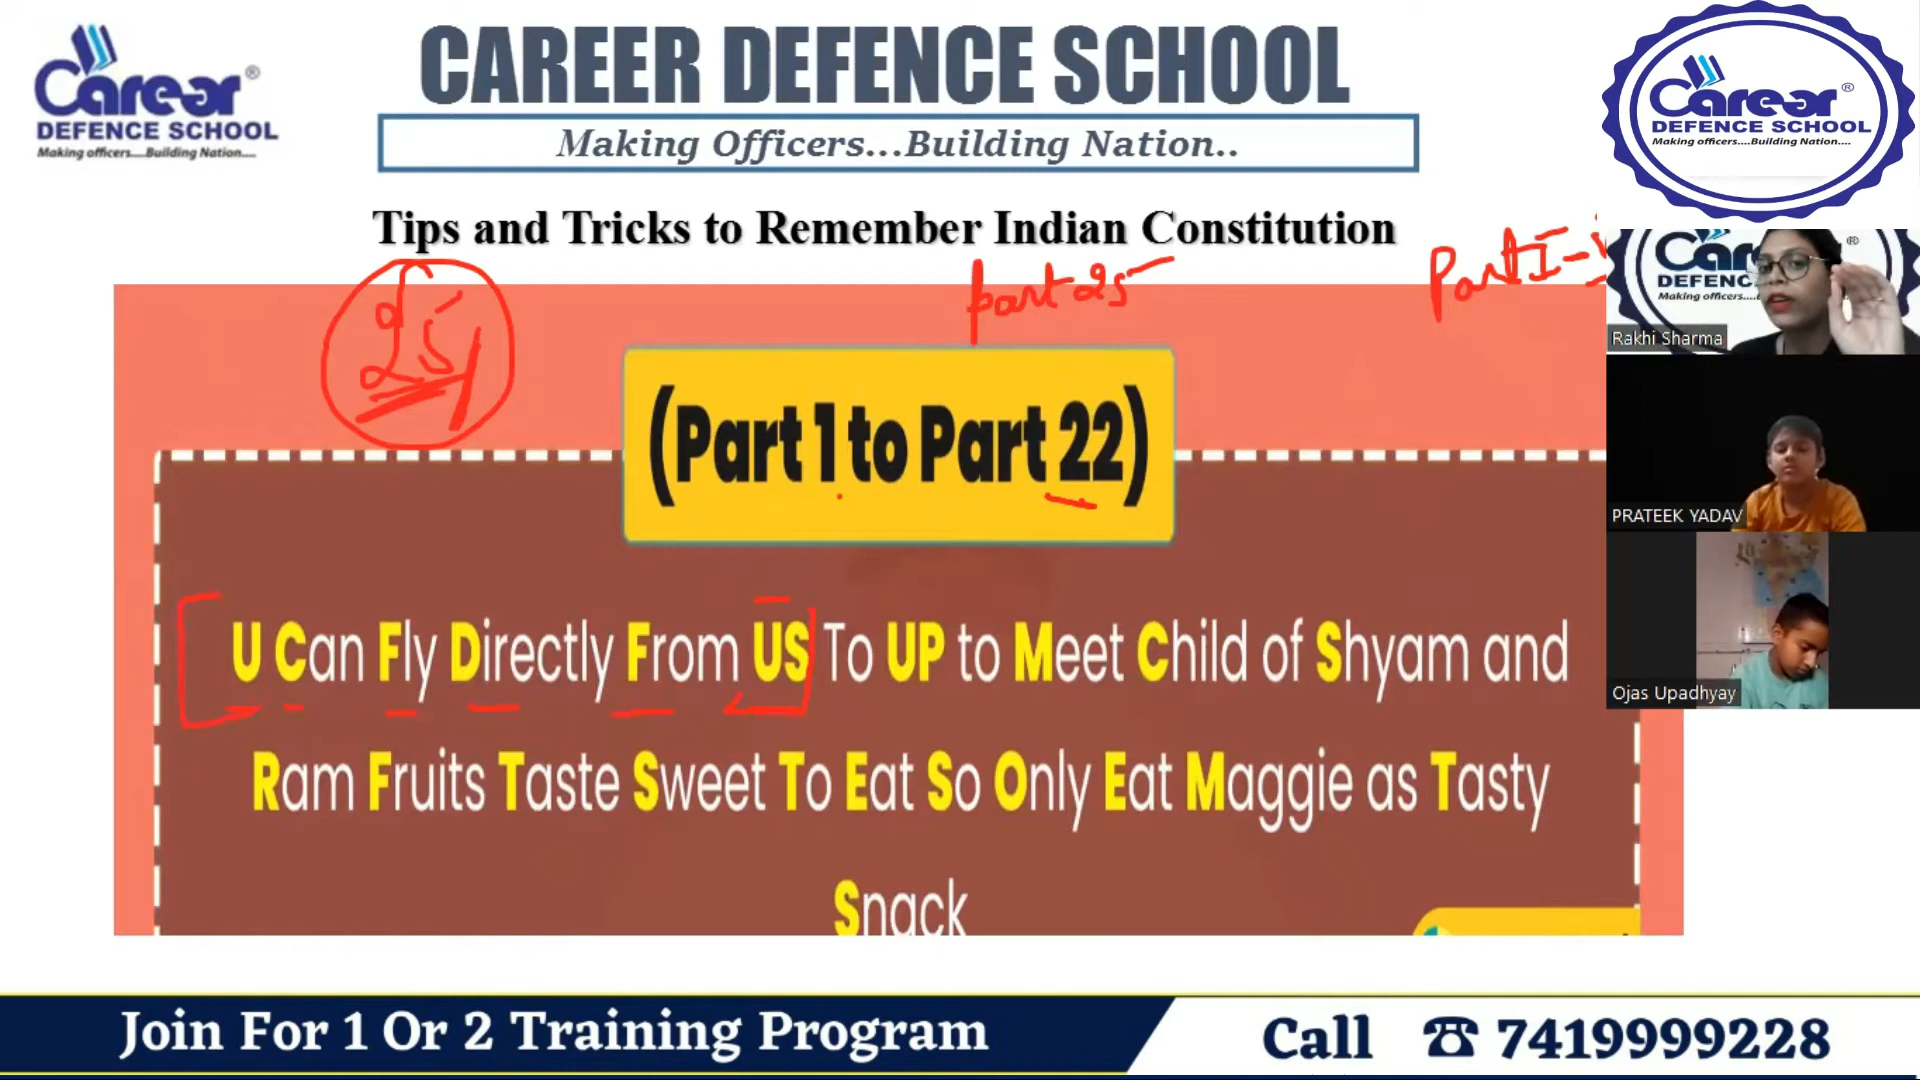 Carear®
DEFENCE SCHOOL
Making officers....Building Nation....
CAREER DEFENCE SCHOOL
Making Officers...Building Nation..
Carear®
DEFENCE SCHOOL
Making officers....Building Nation....
Tips and Tricks to Remember Indian Constitution
25
part 25
Part I -
(Part 1 to Part 22)
U Can Fly Directly From US To UP to Meet Child of Shyam and
Ram Fruits Taste Sweet To Eat So Only Eat Maggie as Tasty
Snack
Rakhi Sharma
PRATEEK YADAV
Ojas Upadhyay
Join For 1 Or 2 Training Program
Call ☎ 7419999228